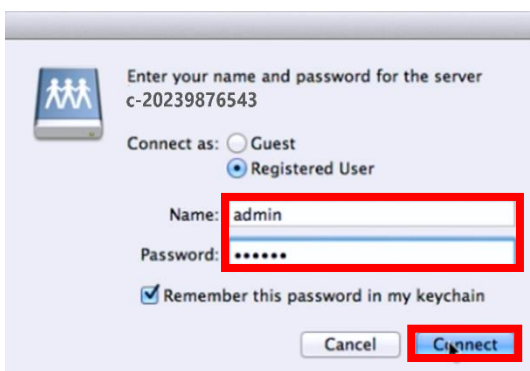 Enter your name and password for the server
c-20239876543
Connect as: Guest
Registered User
Name: admin
Password: ••••••
Remember this password in my keychain
Cancel Connect